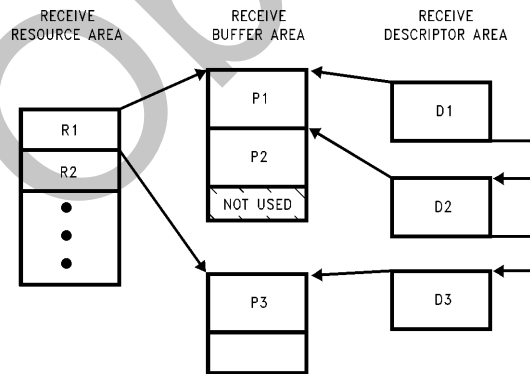 RECEIVE
RESOURCE AREA
RECEIVE
BUFFER AREA
RECEIVE
DESCRIPTOR AREA
R1
R2
P1
P2
NOT USED
P3
D1
D2
D3